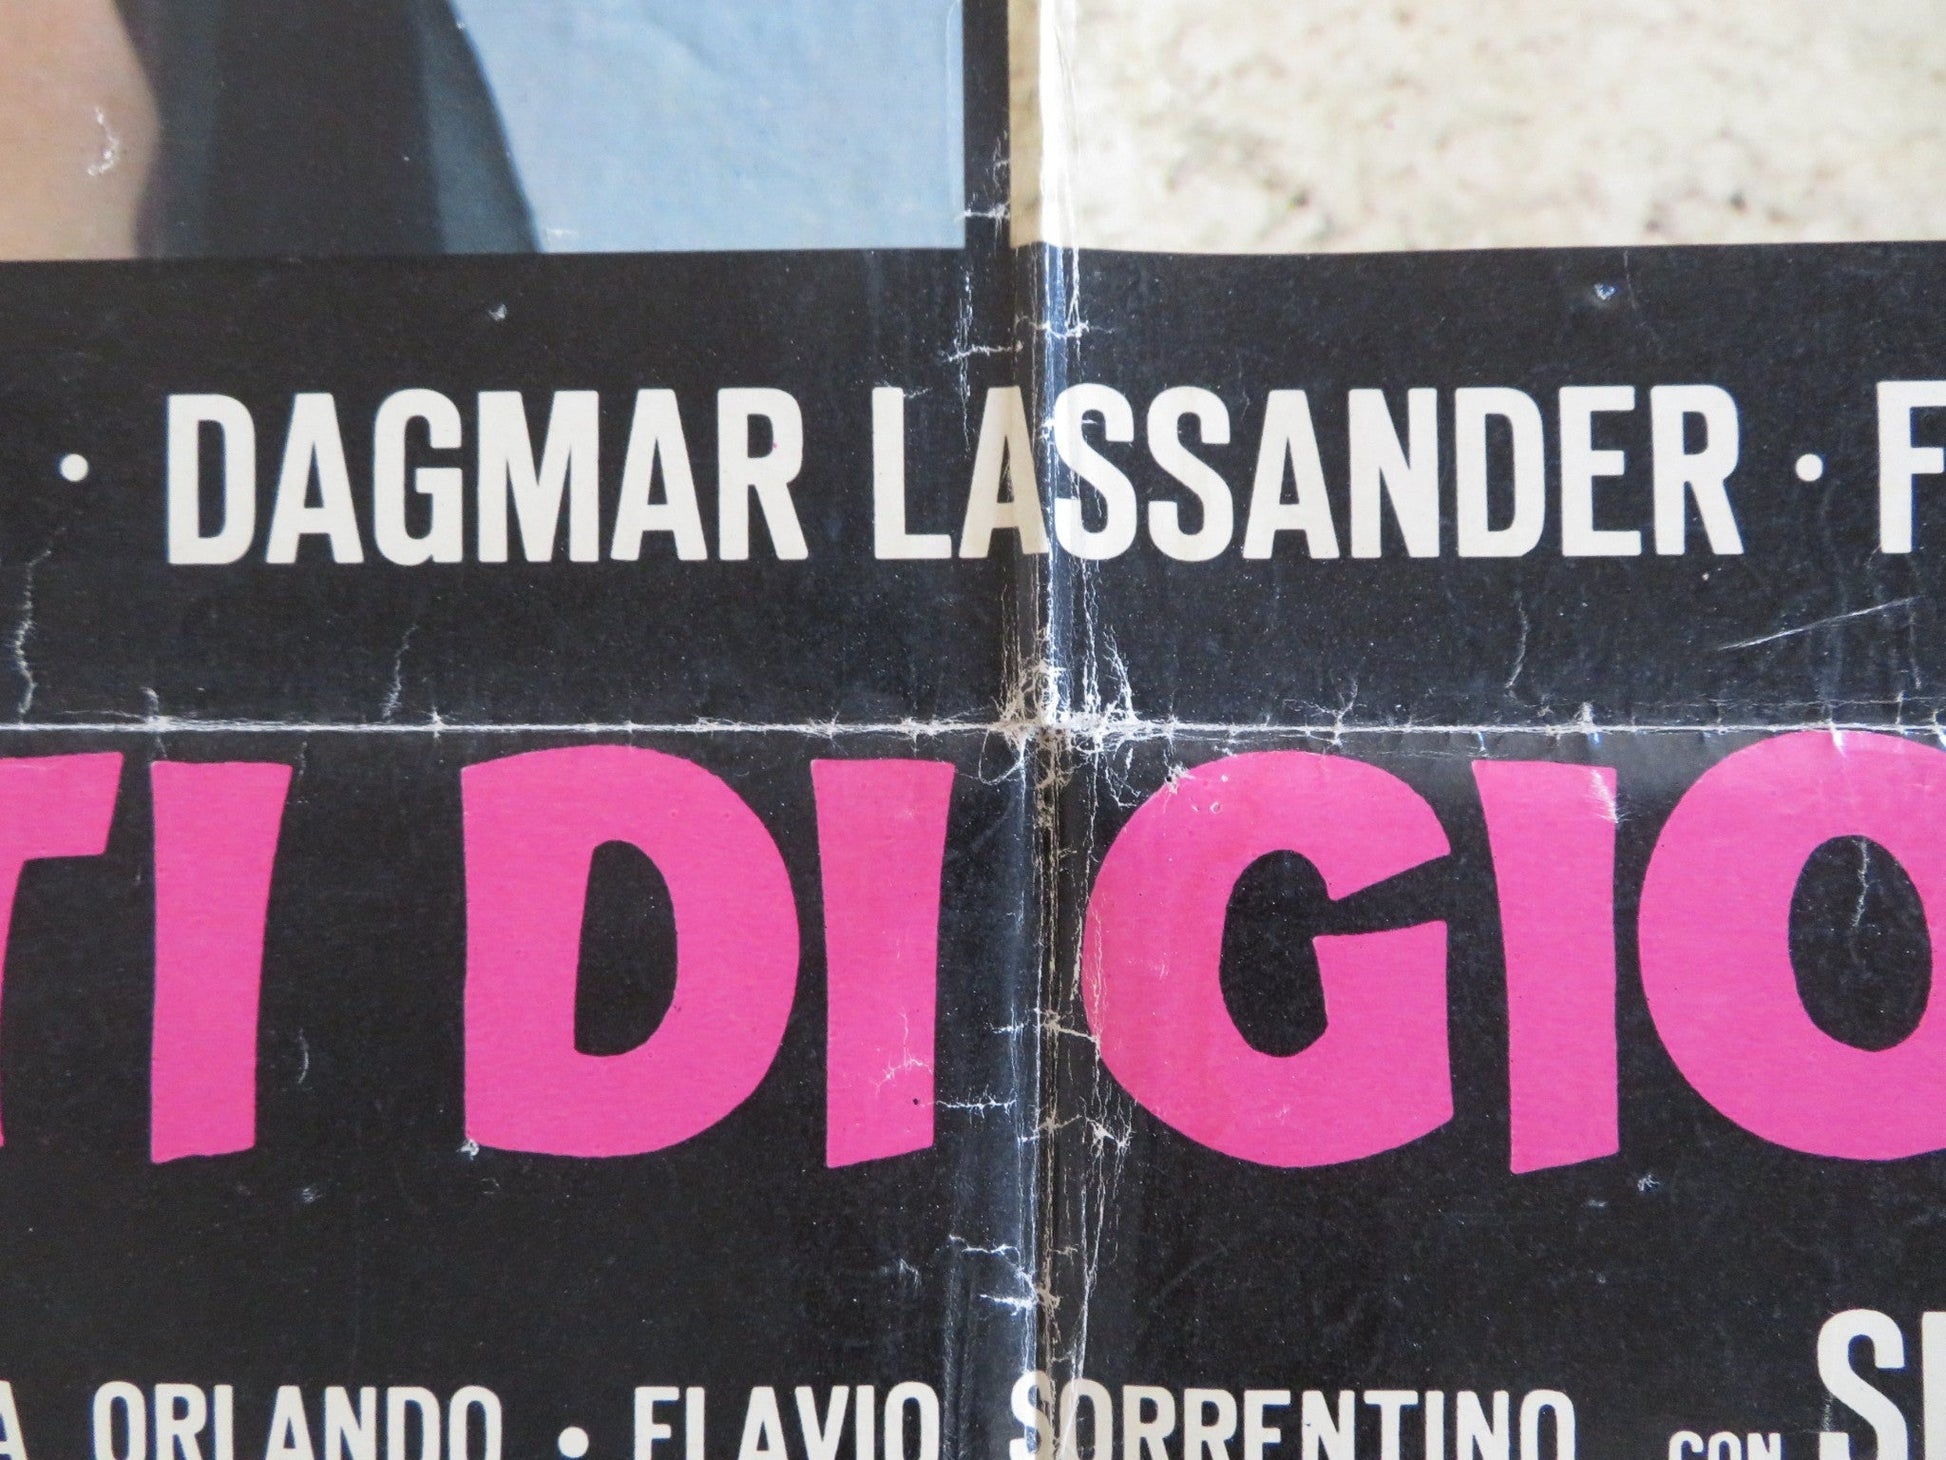 · DAGMAR LASSANDER · F
TI DI GIO
A ORLANDO · FLAVIO SORRENTINO CON